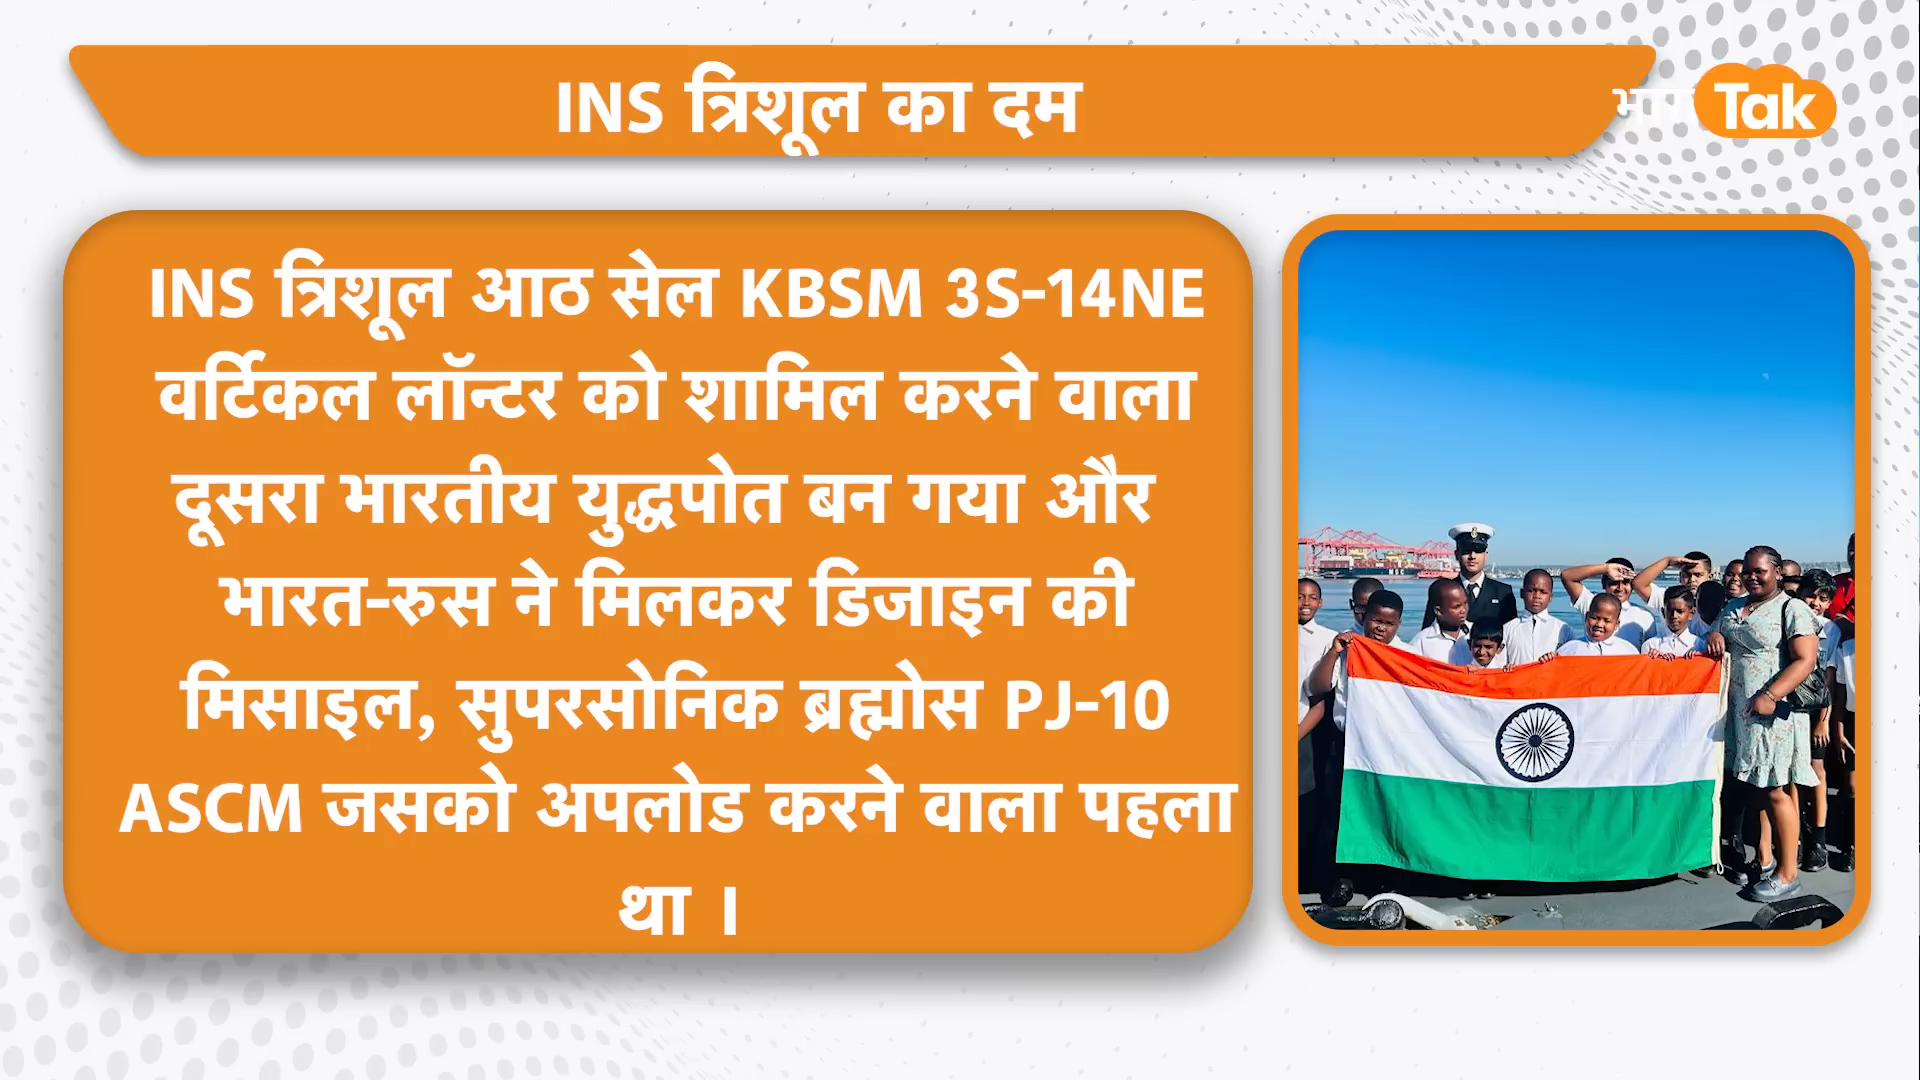 INS त्रिशूल का दम
Tak
INS त्रिशूल आठ सेल KBSM 3S-14NE
वर्टिकल लॉन्टर को शामिल करने वाला
दूसरा भारतीय युद्धपोत बन गया और
भारत-रुस ने मिलकर डिजाइन की
मिसाइल, सुपरसोनिक ब्रह्मोस PJ-10
ASCM जसको अपलोड करने वाला पहला
था ।
MSC